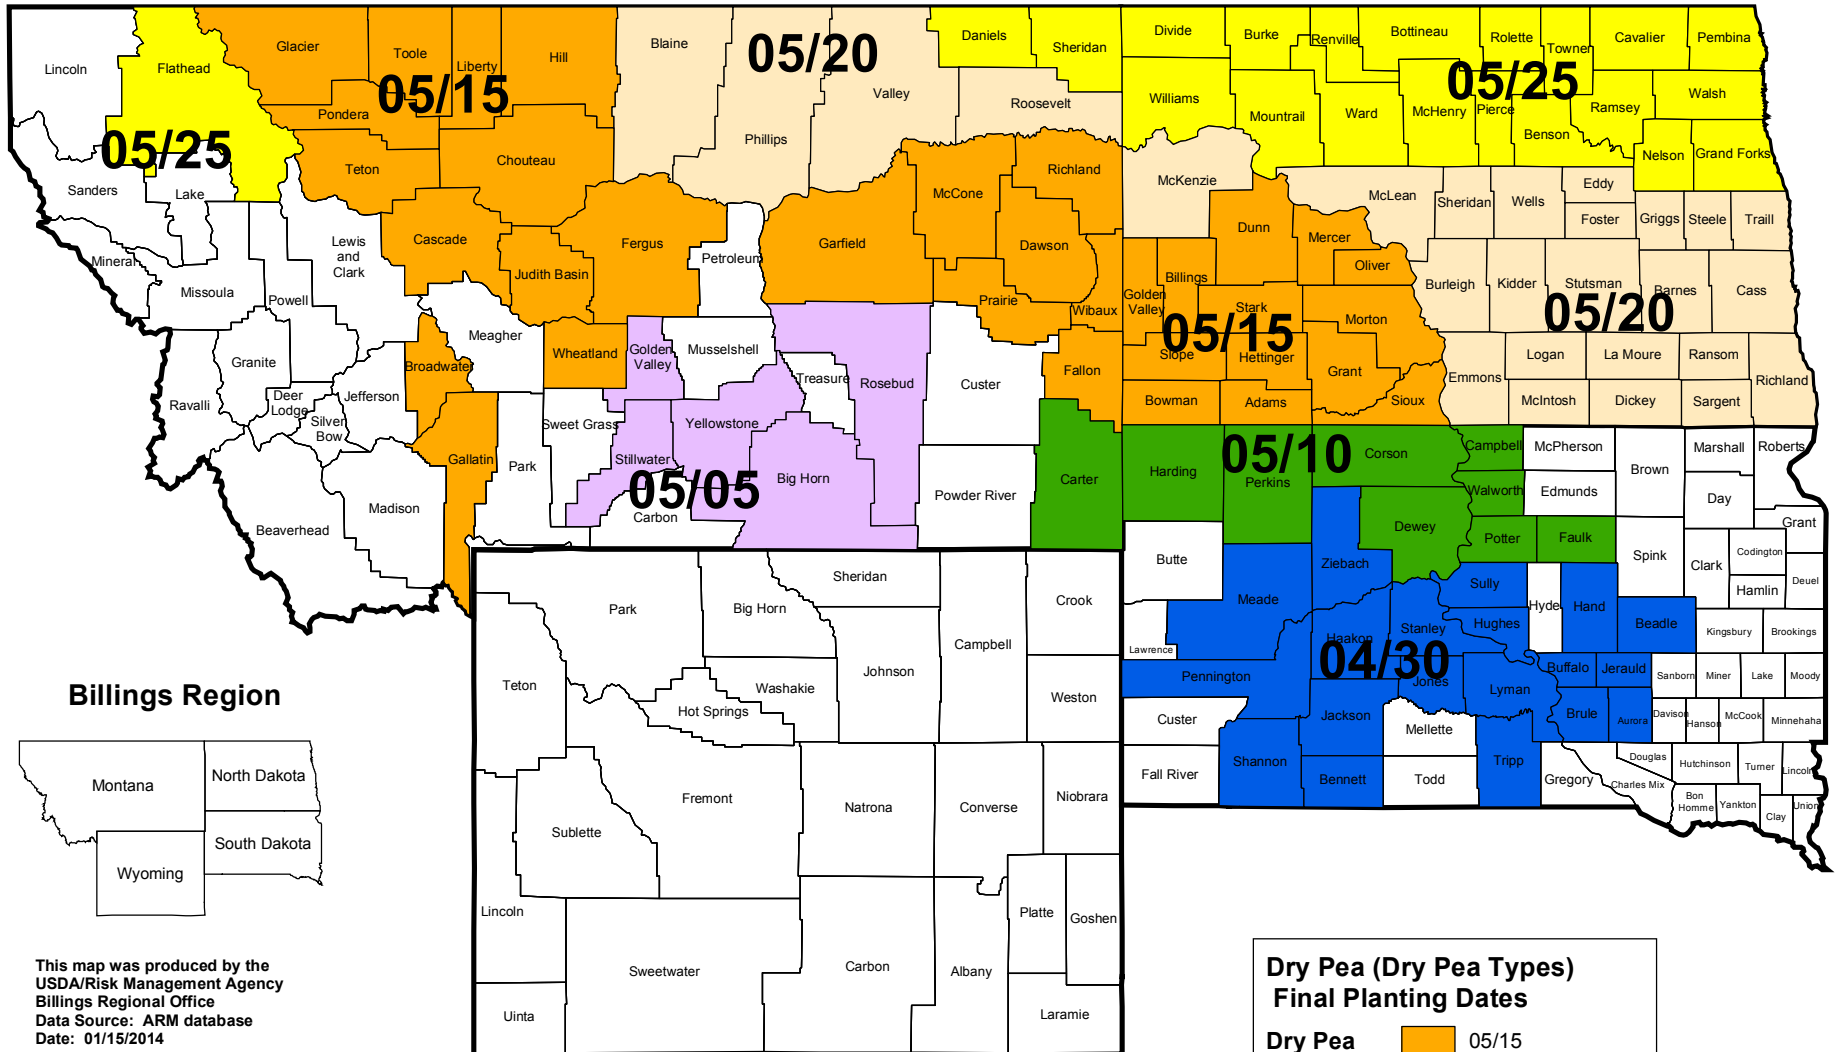 Lincoln
Flathead
Glacier
Toole
Liberty
Hill
Blaine
05/20
Valley
Phillips
Daniels
Sheridan
Roosevelt
05/15
Pondera
Teton
Chouteau
05/25
Sanders
Lake
Mineral
Missoula
Powell
Lewis
and
Clark
Cascade
Judith Basin
Fergus
Petroleum
Garfield
McCone
Richland
Dawson
Prairie
Wibaux
Meagher
Wheatland
Golden
Valley
Musselshell
Treasure
Rosebud
Custer
Fallon
Granite
Ravalli
Deer
Lodge
Silver
Bow
Jefferson
Broadwater
Gallatin
Park
Sweet Grass
Stillwater
Yellowstone
Big Horn
05/05
Carbon
Powder River
Carter
Beaverhead
Madison
Divide
Burke
Renville
Bottineau
Rolette
Towner
Cavalier
Pembina
05/25
Williams
Mountrail
Ward
McHenry
Pierce
Benson
Ramsey
Walsh
Nelson
Grand Forks
McKenzie
McLean
Sheridan
Wells
Eddy
Foster
Griggs
Steele
Traill
Dunn
Mercer
Oliver
Billings
Golden
Valley
Stark
05/15
Morton
Burleigh
Kidder
Stutsman
Barnes
Cass
05/20
Slope
Hettinger
Grant
Bowman
Adams
Sioux
Emmons
Logan
La Moure
Ransom
Richland
McIntosh
Dickey
Sargent
Harding
05/10
Perkins
Corson
Campbell
McPherson
Brown
Marshall
Roberts
Walworth
Edmunds
Day
Grant
Dewey
Potter
Faulk
Spink
Clark
Codington
Hamlin
Deuel
Butte
Ziebach
Meade
Sully
Hyde
Hand
Beadle
Kingsbury
Brookings
Lawrence
Haakon
Stanley
Hughes
04/30
Pennington
Jones
Lyman
Buffalo
Jerauld
Sanborn
Miner
Lake
Moody
Custer
Jackson
Mellette
Brule
Aurora
Davison
Hanson
McCook
Minnehaha
Fall River
Shannon
Bennett
Todd
Tripp
Gregory
Charles Mix
Douglas
Hutchinson
Turner
Lincoln
Bon
Homme
Yankton
Clay
Union
Park
Big Horn
Sheridan
Campbell
Crook
Teton
Washakie
Hot Springs
Johnson
Weston
Fremont
Natrona
Converse
Niobrara
Sublette
Lincoln
Platte
Goshen
Sweetwater
Carbon
Albany
Uinta
Laramie
Billings Region
Montana
North Dakota
South Dakota
Wyoming
This map was produced by the
USDA/Risk Management Agency
Billings Regional Office
Data Source: ARM database
Date: 01/15/2014
Dry Pea (Dry Pea Types)
Final Planting Dates
Dry Pea
05/15